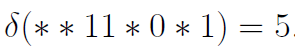 δ(∗ ∗ 11 ∗ 0 ∗ 1) = 5.